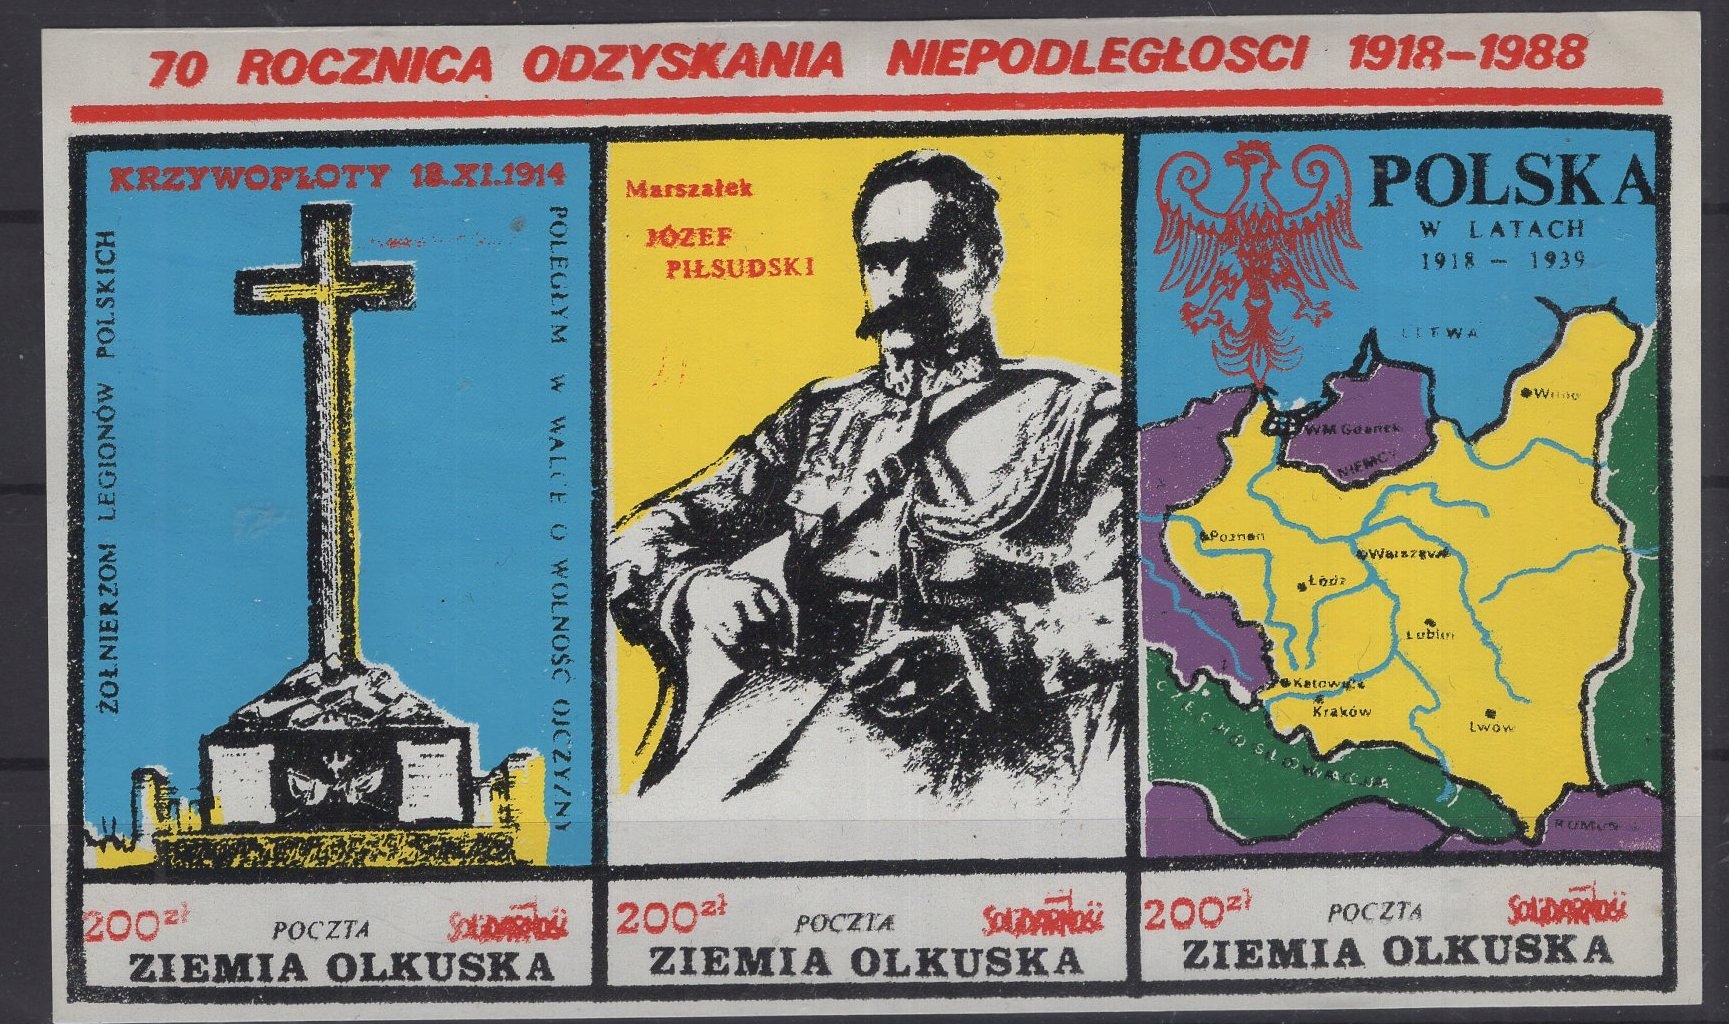 70 ROCZNICA ODZYSKANIA NIEPODLEGŁOSCI 1918-1988
KRZYWOPŁOTY 18.XI.1914
ŻOŁNIERZOM LEGIONÓW POLSKICH
POLEGŁYM W WALCE O WOLNOŚĆ OJCZYZNY
200zł
POCZTA
SOLIDARNOŚĆ
ZIEMIA OLKUSKA
Marszałek
JÓZEF
PIŁSUDSKI
200zł
POCZTA
SOLIDARNOŚĆ
ZIEMIA OLKUSKA
POLSKA
W LATACH
1918 - 1939
LITWA
Wilno
WM Gdańsk
NIEMCY
Poznań
Warszawa
Łódź
Lublin
Katowice
Kraków
Lwów
CZECHOSŁOWACJA
200zł
POCZTA
SOLIDARNOŚĆ
ZIEMIA OLKUSKA